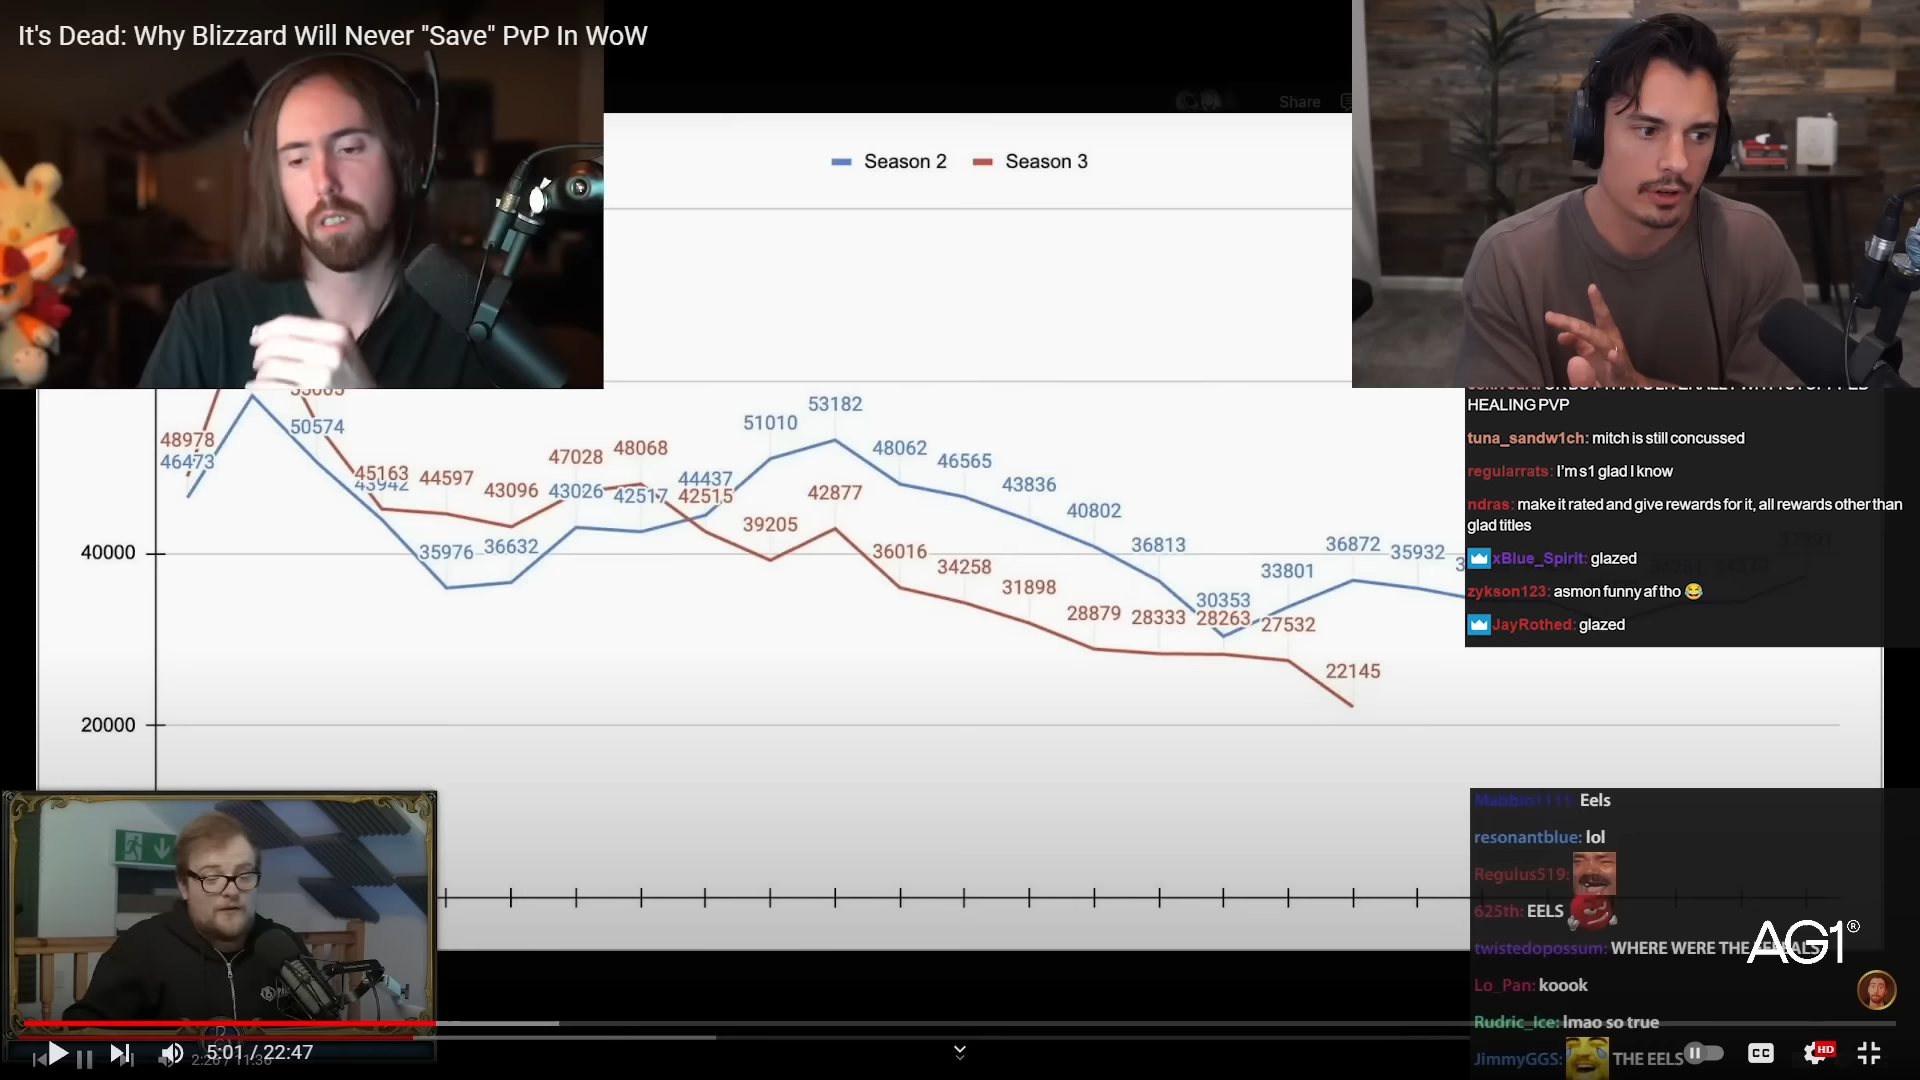 It's Dead: Why Blizzard Will Never "Save" PvP In WoW
Share
Season 2
Season 3
48978
46473
50574
45163
43942
44597
35976
43096
36632
47028
43026
48068
42517
44437
42515
51010
39205
53182
42877
48062
36016
46565
34258
43836
31898
40802
28879
36813
28333
30353
28263
33801
27532
36872
22145
35932
40000
20000
HEALING PVP
tuna_sandw1ch: mitch is still concussed
regularrats: I'm s1 glad I know
ndras: make it rated and give rewards for it, all rewards other than
glad titles
xBlue_Spirit: glazed
zykson123: asmon funny af tho
JayRothed: glazed
Eels
resonantblue: lol
Regulus519:
625th: EELS
twistedopossum: WHERE WERE THE
AG1®
Lo_Pan: koook
Rudric_Ice: lmao so true
JimmyGGS: THE EELS
5:01 / 22:47
CC
HD